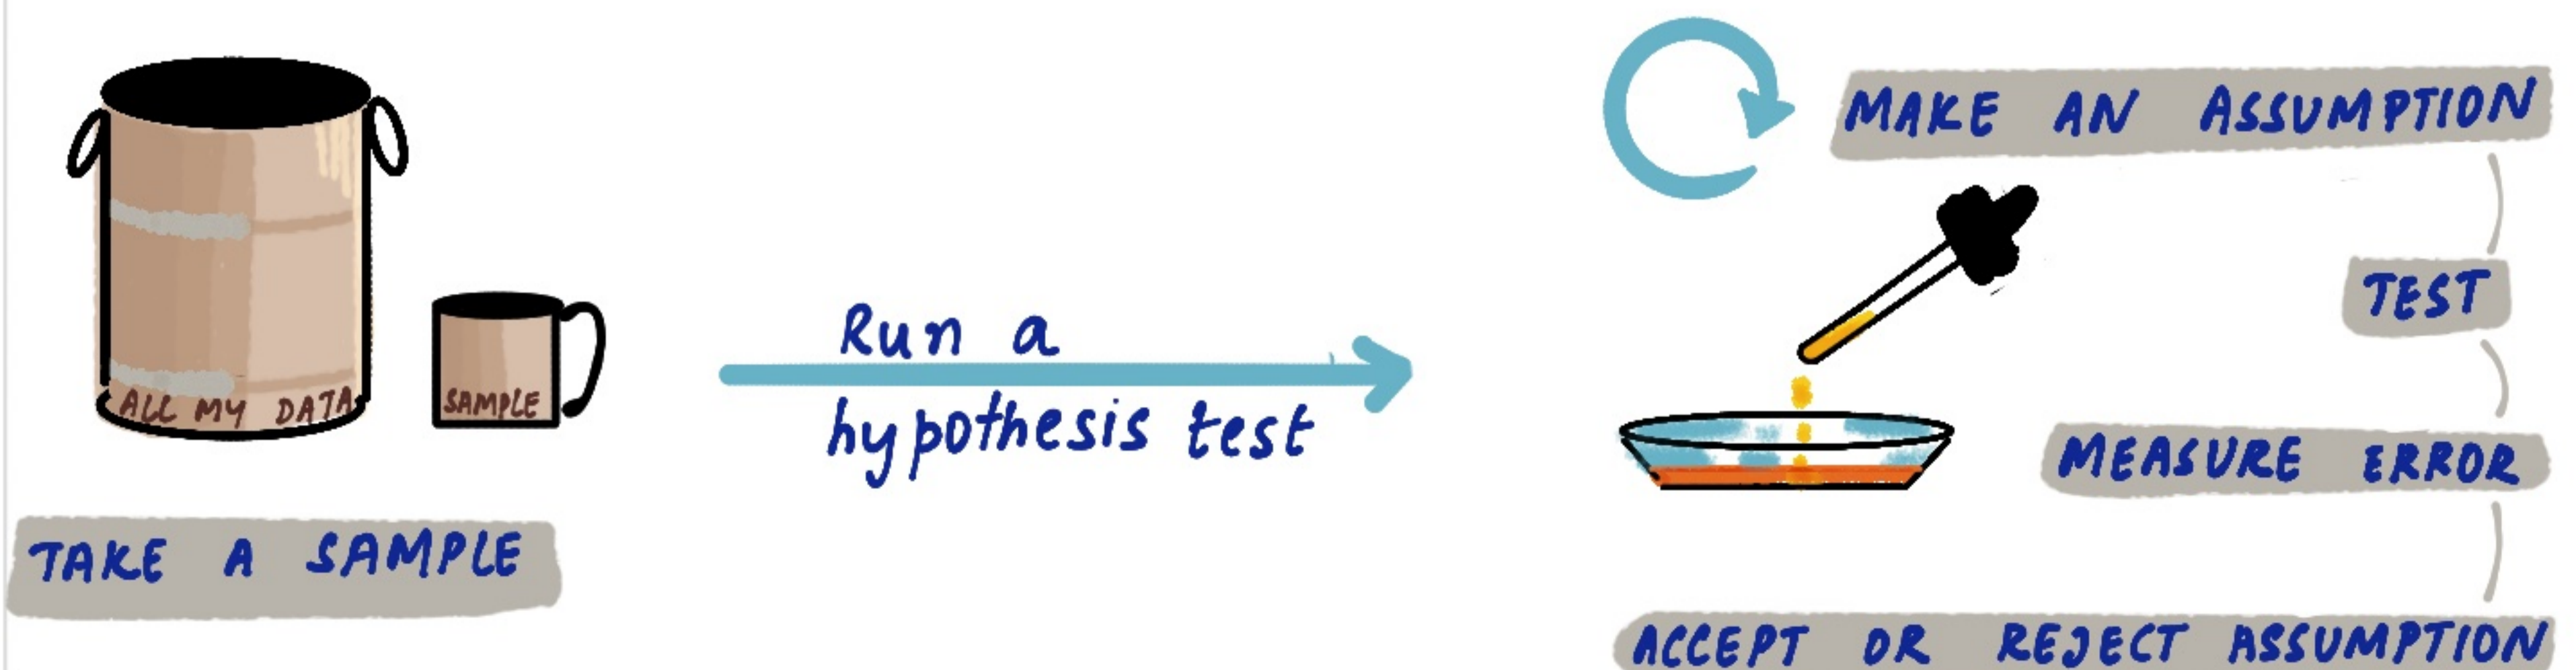 ALL MY DATA
SAMPLE
TAKE A SAMPLE
Run a
hypothesis test
MAKE AN ASSUMPTION
TEST
MEASURE ERROR
ACCEPT OR REJECT ASSUMPTION